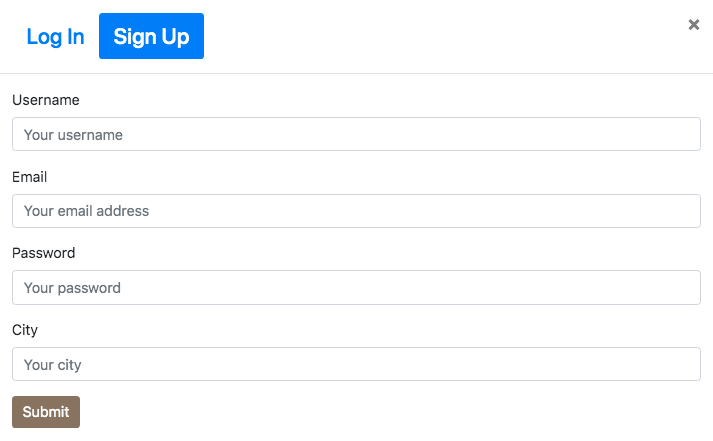 Log In Sign Up ×
Username
Your username
Email
Your email address
Password
Your password
City
Your city
Submit